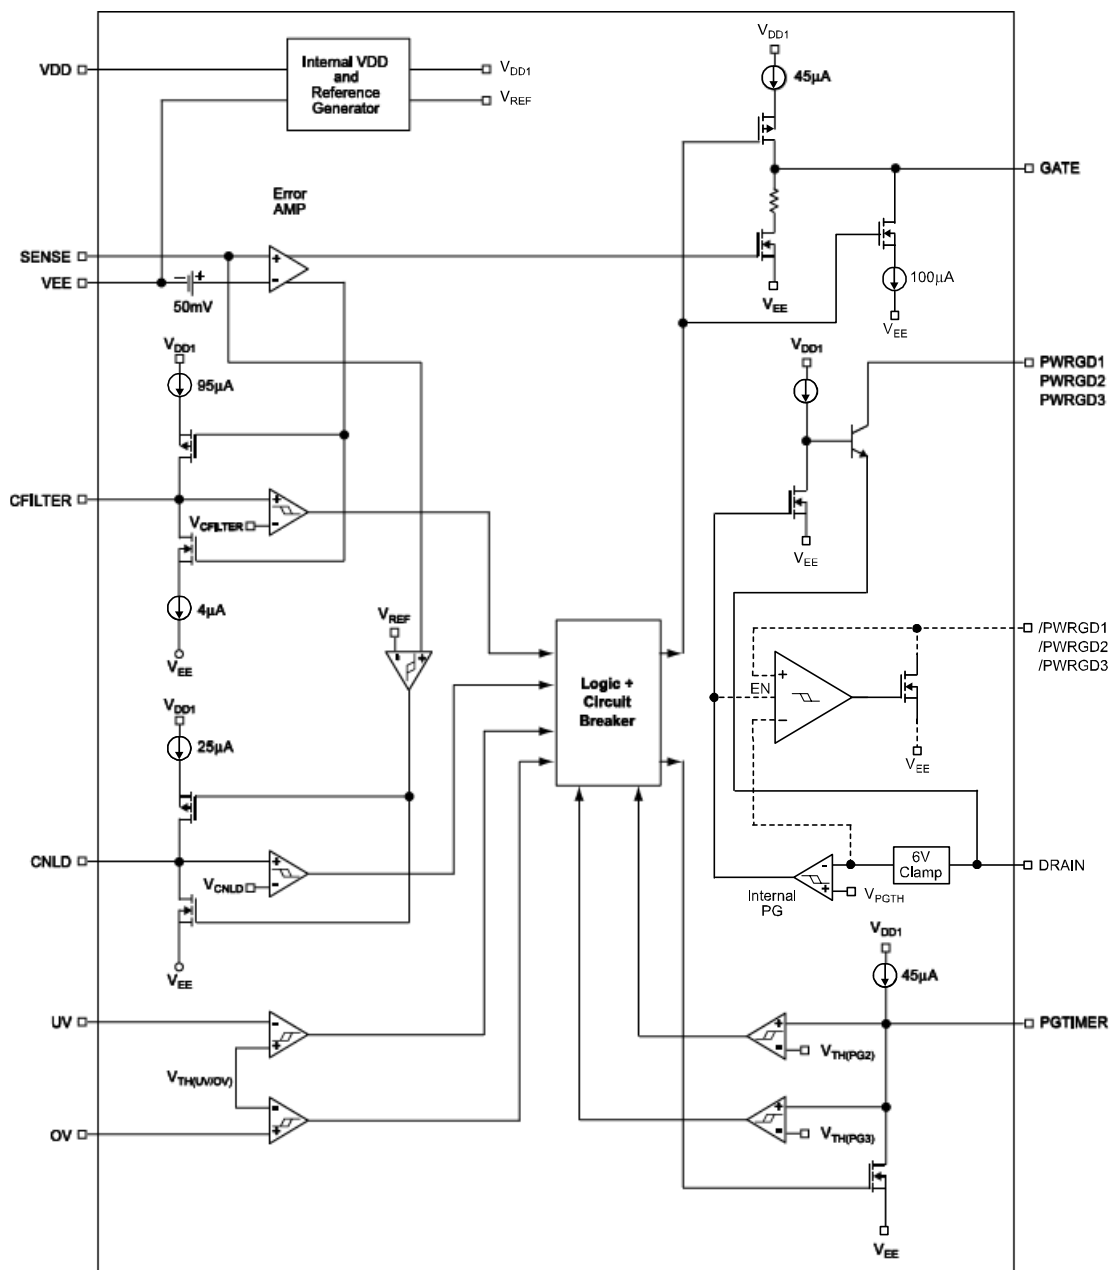 VDD
Internal VDD
and
Reference
Generator
VDD1
VREF
VDD1
45µA
GATE
Error
AMP
SENSE
+
VEE
− +
-
50mV
VEE
100µA
VEE
VDD1
95µA
VDD1
PWRGD1
PWRGD2
PWRGD3
CFILTER
+
VCFILTER
-
VEE
4µA
VEE
VREF
- +
/PWRGD1
/PWRGD2
/PWRGD3
Logic +
Circuit
Breaker
+
EN
−
VEE
VDD1
25µA
CNLD
+
VCNLD
-
6V
Clamp
DRAIN
-
+
Internal
PG
VPGTH
VEE
VDD1
45µA
UV
-
+
PGTIMER
+
-
VTH(PG2)
VTH(UV/OV)
-
+
OV
+
-
VTH(PG3)
VEE